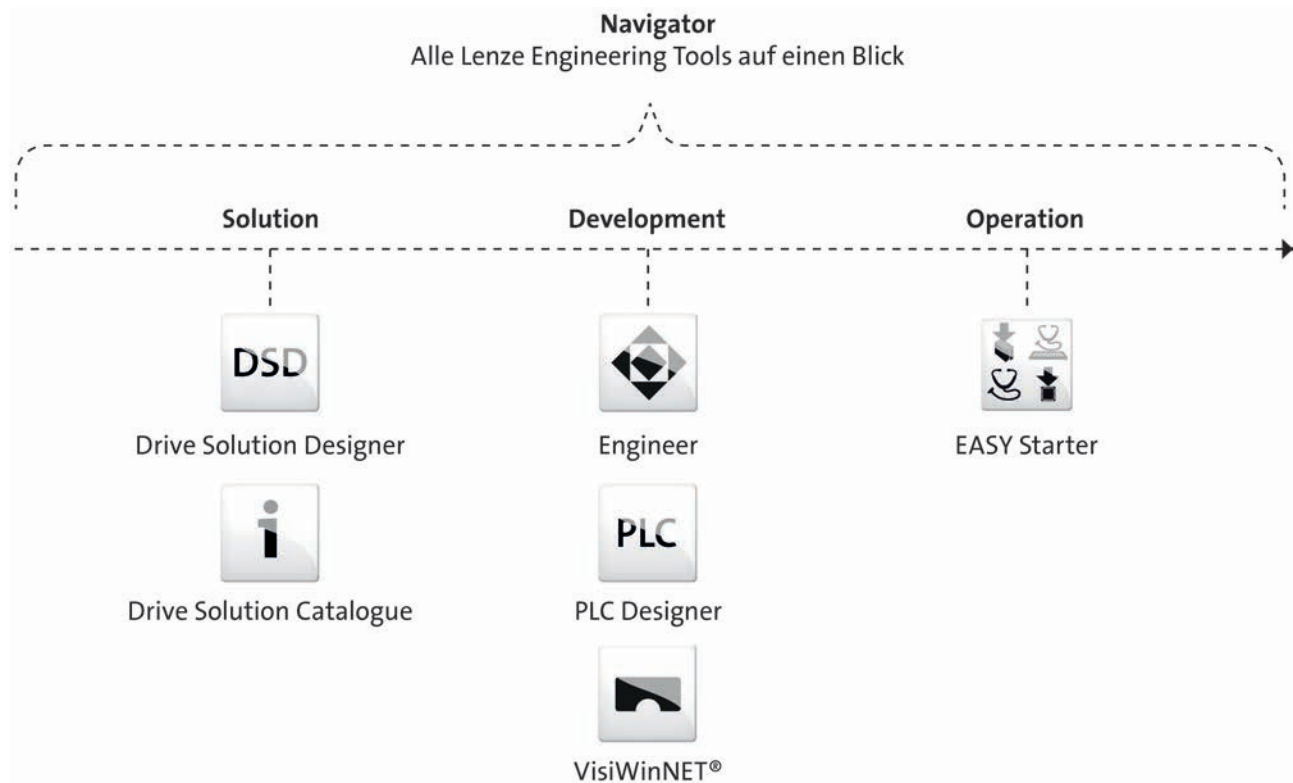 Navigator
Alle Lenze Engineering Tools auf einen Blick
Solution
Development
Operation
DSD
Drive Solution Designer
Engineer
EASY Starter
i
Drive Solution Catalogue
PLC
PLC Designer
VisiWinNET®